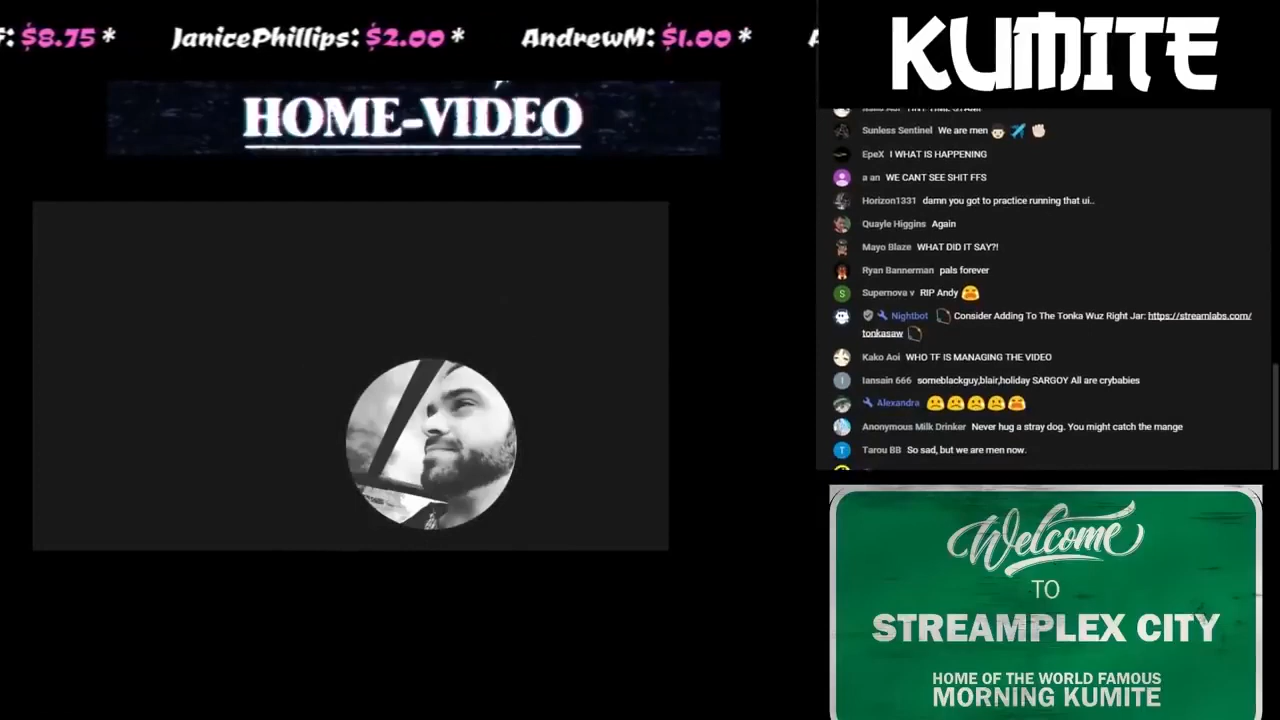 : $8.75 * JanicePhillips: $2.00 * AndrewM: $1.00 *
KUMITE
HOME-VIDEO
Sunless Sentinel We are men
EpeX I WHAT IS HAPPENING
a an WE CANT SEE SHIT FFS
Horizon1331 damn you got to practice running that ui..
Quayle Higgins Again
Mayo Blaze WHAT DID IT SAY?!
Ryan Bannerman pals forever
S Supernova v RIP Andy
Nightbot Consider Adding To The Tonka Wuz Right Jar: https://streamlabs.com/
tonkasaw
Kako Aoi WHO TF IS MANAGING THE VIDEO
I Iansain 666 someblackguy,blair,holiday SARGOY All are crybabies
Alexandra
Anonymous Milk Drinker Never hug a stray dog. You might catch the mange
T Tarou BB So sad, but we are men now.
Welcome
TO
STREAMPLEX CITY
HOME OF THE WORLD FAMOUS
MORNING KUMITE